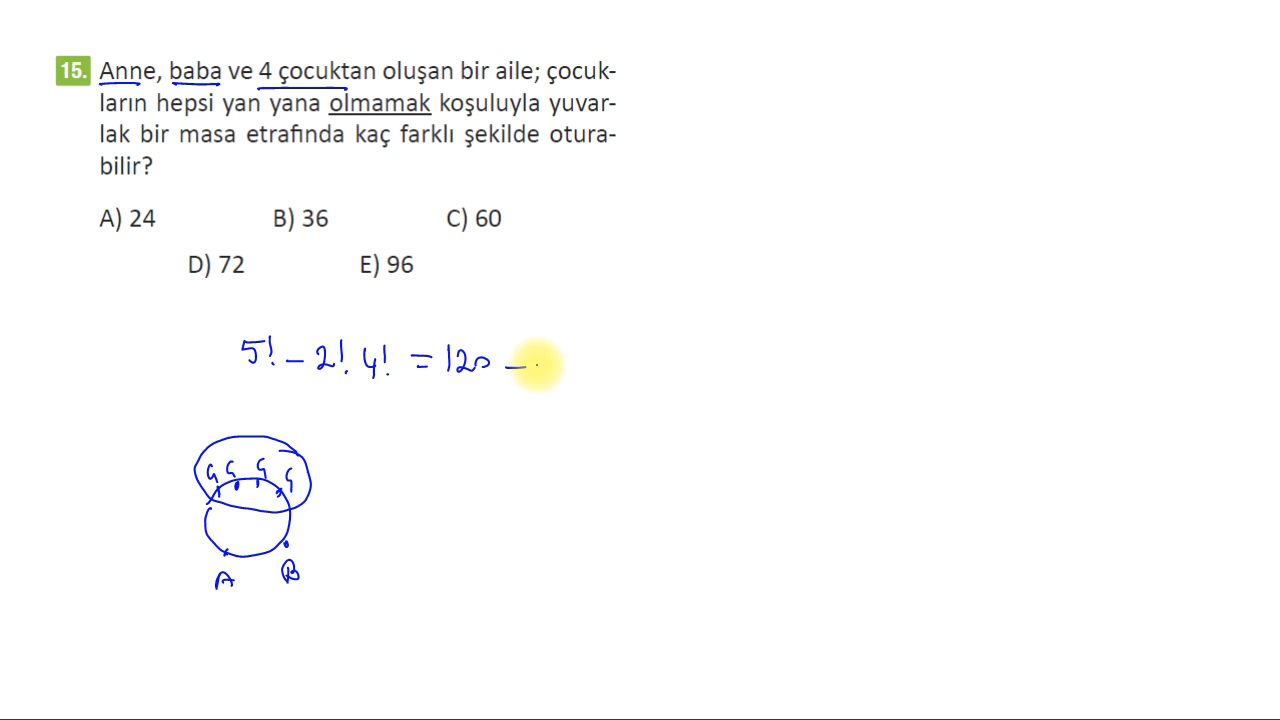 15. Anne, baba ve 4 çocuktan oluşan bir aile; çocuk-
ların hepsi yan yana olmamak koşuluyla yuvar-
lak bir masa etrafında kaç farklı şekilde otura-
bilir?
A) 24 B) 36 C) 60
D) 72 E) 96
5! – 2! . 4! = 120 –
Ç Ç Ç Ç
A B